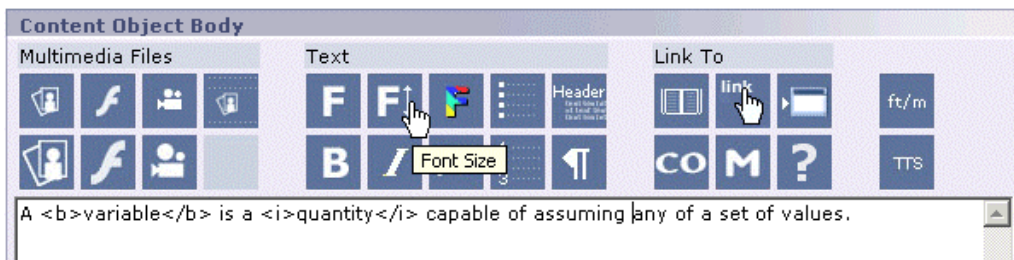 Content Object Body
Multimedia Files Text Link To
F F F Header link ft/m
B I Font Size 3 ¶ CO M ? TTS
A <b>variable</b> is a <i>quantity</i> capable of assuming any of a set of values.